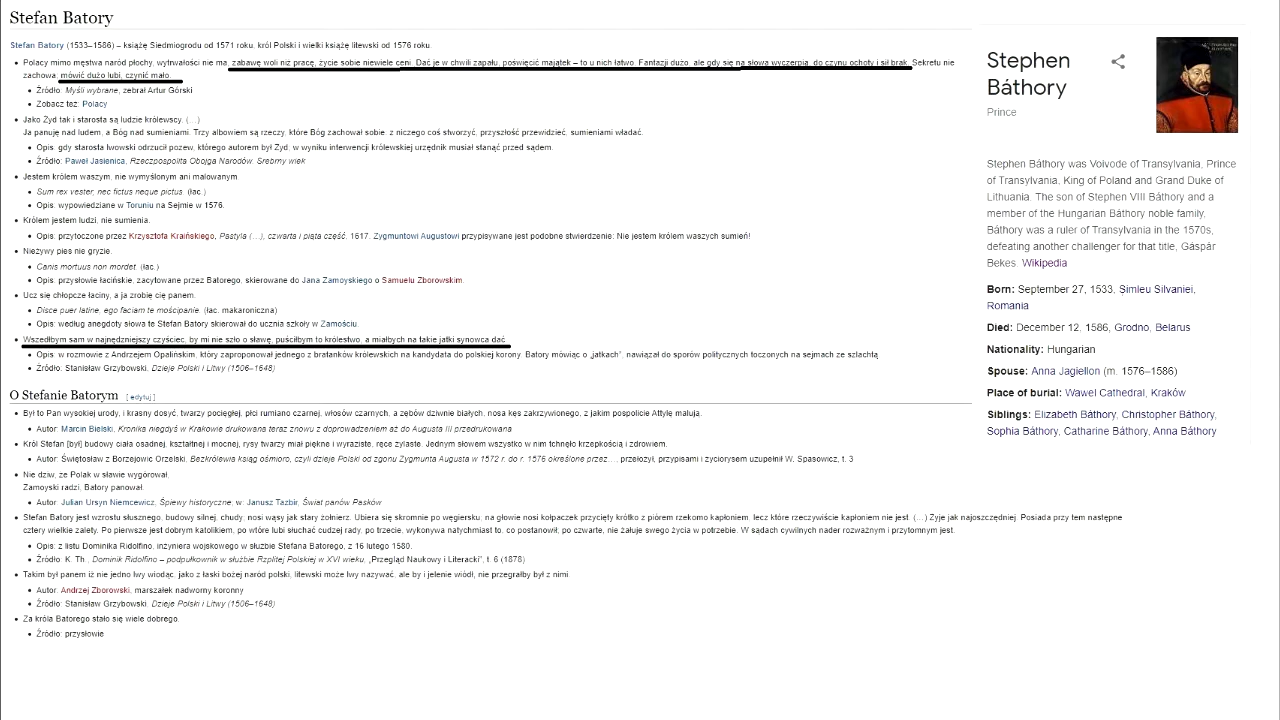 Stefan Batory
Stefan Batory (1533–1586) – książę Siedmiogrodu od 1571 roku, król Polski i wielki książę litewski od 1576 roku.
Polacy mimo męstwa naród płochy, wytrwałości nie ma, zabawę woli niż pracę, życie sobie niewiele ceni. Dać je w chwili zapału, poświęcić majątek – to u nich łatwo. Fantazji dużo, ale gdy się na słowa wyczerpią, do czynu ochoty i sił brak. Sekretu nie
zachowa, mówić dużo lubi, czynić mało.
Źródło: Myśli wybrane, zebrał Artur Górski
Zobacz też: Polacy
Jako Żyd tak i starosta są ludzie królewscy. (…)
Ja panuję nad ludem, a Bóg nad sumieniami. Trzy albowiem są rzeczy, które Bóg zachował sobie: z niczego coś stworzyć, przyszłość przewidzieć, sumieniami władać.
Opis: gdy starosta lwowski odrzucił pozew, którego autorem był Żyd, w wyniku interwencji królewskiej urzędnik musiał stanąć przed sądem.
Źródło: Paweł Jasienica, Rzeczpospolita Obojga Narodów. Srebrny wiek
Jestem królem waszym, nie wymyślonym ani malowanym
Sum rex vester, nec fictus neque pictus. (łac.)
Opis: wypowiedziane w Toruniu na Sejmie w 1576.
Królem jestem ludzi, nie sumienia.
Opis: przytoczone przez Krzysztofa Kraińskiego, Pastyla (…), czwarta i piąta część, 1617. Zygmuntowi Augustowi przypisywane jest podobne stwierdzenie: Nie jestem królem waszych sumień!
Nieżywy pies nie gryzie.
Canis mortuus non mordet. (łac.)
Opis: przysłowie łacińskie, zacytowane przez Batorego, skierowane do Jana Zamoyskiego o Samuelu Zborowskim.
Ucz się chłopcze łaciny, a ja zrobię cię panem.
Disce puer latine, ego faciam te mościpanie. (łac. makaroniczna)
Opis: według anegdoty słowa te Stefan Batory skierował do ucznia szkoły w Zamościu.
Wszedłbym sam w najnędzniejszy czyściec, by mi nie szło o sławę, puściłbym to królestwo, a miałbych na takie jatki synowca dać.
Opis: w rozmowie z Andrzejem Opalińskim, który zaproponował jednego z bratanków królewskich na kandydata do polskiej korony. Batory mówiąc o „jatkach”, nawiązał do sporów politycznych toczonych na sejmach ze szlachtą
Źródło: Stanisław Grzybowski, Dzieje Polski i Litwy (1506–1648)
O Stefanie Batorym [ edytuj ]
Był to Pan wysokiej urody, i krasny dosyć, twarzy pociegłej, płci rumiano czarnej, włosów czarnych, a zębów dziwnie białych, nosa kęs zakrzywionego, z jakim pospolicie Attylę maluja.
Autor: Marcin Bielski, Kronika niegdyś w Krakowie drukowana teraz znowu z doprowadzeniem aż do Augusta III przedrukowana
Król Stefan [był] budowy ciała osadnej, kształtnej i mocnej, rysy twarzy miał piękne i wyraziste, ręce żylaste. Jednym słowem wszystko w nim tchnęło krzepkością i zdrowiem.
Autor: Świętosław z Borzejowic Orzelski, Bezkrólewia ksiąg ośmioro, czyli dzieje Polski od zgonu Zygmunta Augusta w 1572 r. do r. 1576 określone przez…, przełożył, przypisami i życiorysem uzupełnił W. Spasowicz, t. 3
Nie dziw, że Polak w sławie wygórował.
Zamoyski radzi, Batory panował.
Autor: Julian Ursyn Niemcewicz, Śpiewy historyczne, w: Janusz Tazbir, Świat panów Pasków
Stefan Batory jest wzrostu słusznego, budowy silnej, chudy, nosi wąsy jak stary żołnierz. Ubiera się skromnie po węgiersku, na głowie nosi kołpaczek przycięty krótko z piórem rzekomo kapłoniem, lecz które rzeczywiście kapłoniem nie jest. (…) Żyje jak najoszczędniej. Posiada przy tem następne
cztery wielkie zalety. Po pierwsze jest dobrym katolikiem, po wtóre lubi słuchać cudzej rady, po trzecie, wykonywa natychmiast to, co postanowił, po czwarte, nie żałuje swego życia w potrzebie. W sądach cywilnych nader rozważnym i przytomnym jest.
Opis: z listu Dominika Ridolfino, inżyniera wojskowego w służbie Stefana Batorego, z 16 lutego 1580.
Źródło: K. Th., Dominik Ridolfino – podpułkownik w służbie Rzplitej Polskiej w XVI wieku, „Przegląd Naukowy i Literacki”, t. 6 (1878)
Takim był panem iż nie jedno lwy wiodąc, jako z łaski bożej naród polski, litewski może lwy nazywać, ale by i jelenie wiódł, nie przegrałby był z nimi.
Autor: Andrzej Zborowski, marszałek nadworny koronny
Źródło: Stanisław Grzybowski, Dzieje Polski i Litwy (1506–1648)
Za króla Batorego stało się wiele dobrego.
Źródło: przysłowie
Stephen
Báthory
Prince
Stephen Báthory was Voivode of Transylvania, Prince
of Transylvania, King of Poland and Grand Duke of
Lithuania. The son of Stephen VIII Báthory and a
member of the Hungarian Báthory noble family,
Báthory was a ruler of Transylvania in the 1570s,
defeating another challenger for that title, Gáspár
Bekes. Wikipedia
Born: September 27, 1533, Șimleu Silvaniei,
Romania
Died: December 12, 1586, Grodno, Belarus
Nationality: Hungarian
Spouse: Anna Jagiellon (m. 1576–1586)
Place of burial: Wawel Cathedral, Kraków
Siblings: Elizabeth Báthory, Christopher Báthory,
Sophia Báthory, Catharine Báthory, Anna Báthory